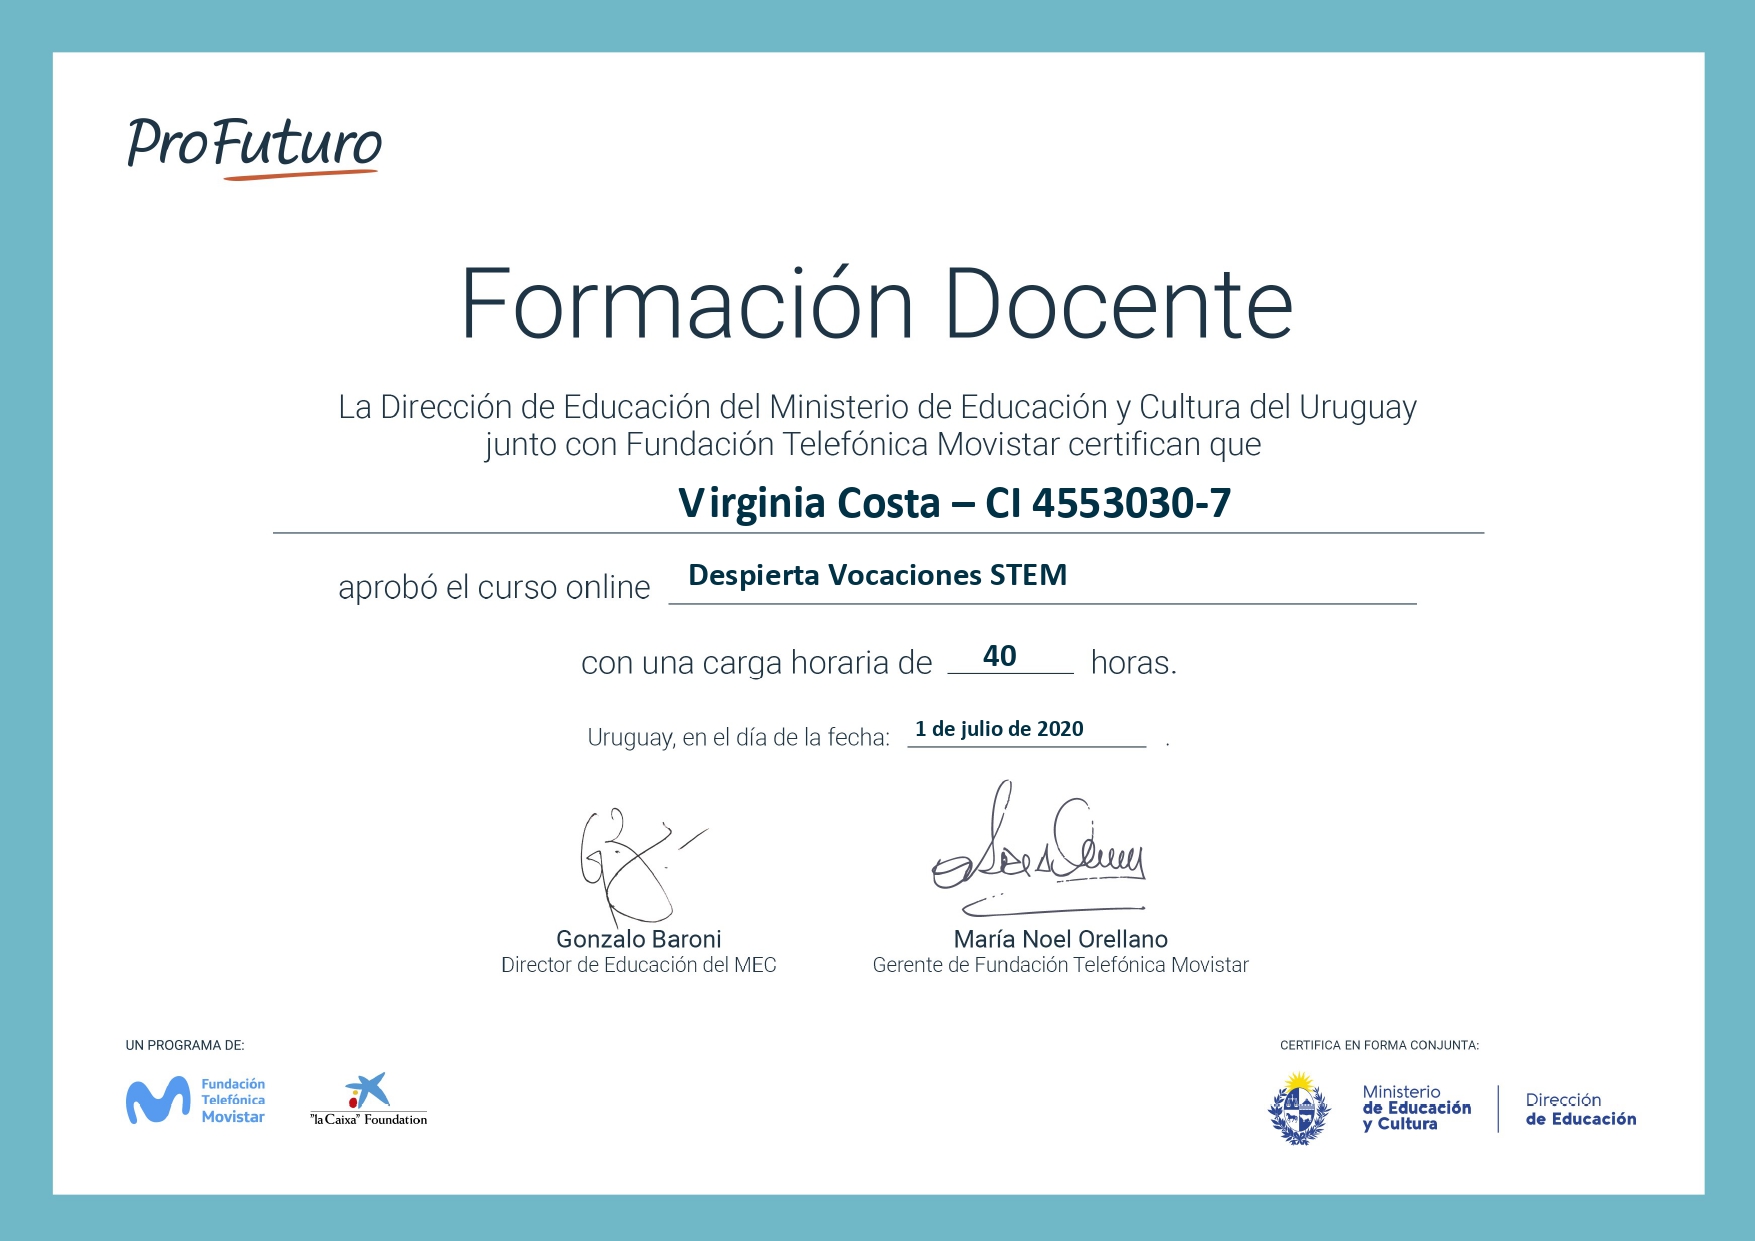 ProFuturo
Formación Docente
La Dirección de Educación del Ministerio de Educación y Cultura del Uruguay
junto con Fundación Telefónica Movistar certifican que
Virginia Costa – CI 4553030-7
aprobó el curso online Despierta Vocaciones STEM
con una carga horaria de 40 horas.
Uruguay, en el día de la fecha: 1 de julio de 2020 .
Gonzalo Baroni
Director de Educación del MEC
María Noel Orellano
Gerente de Fundación Telefónica Movistar
UN PROGRAMA DE:
Fundación
Telefónica
Movistar
"la Caixa" Foundation
CERTIFICA EN FORMA CONJUNTA:
Ministerio
de Educación
y Cultura
Dirección
de Educación